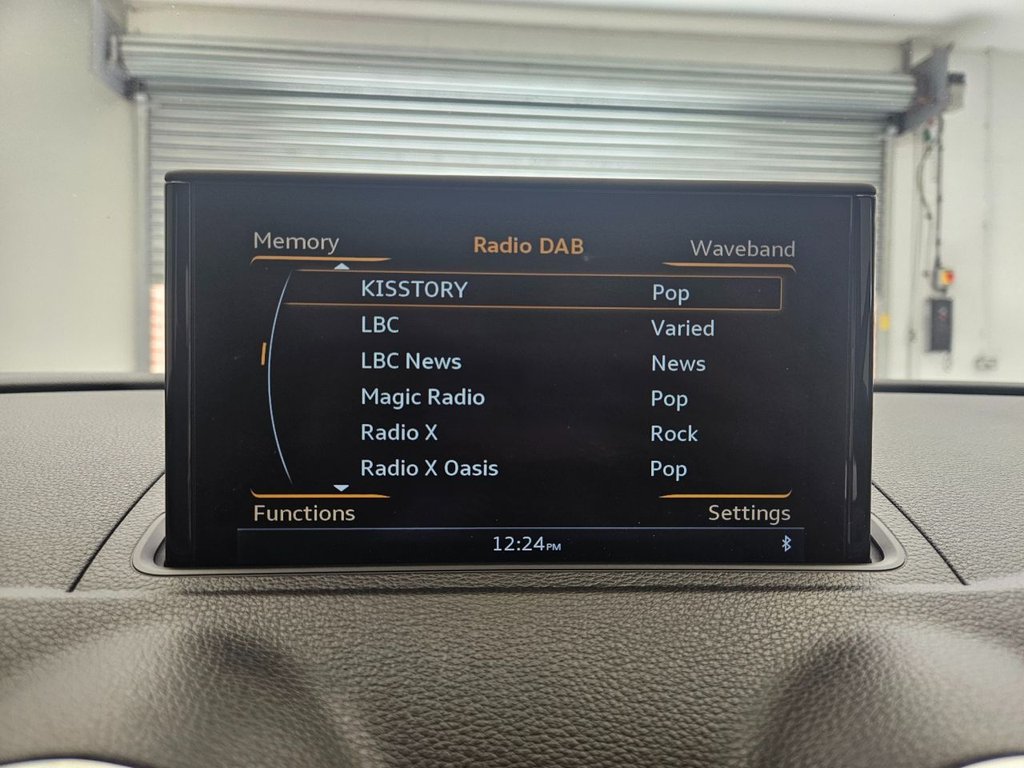 Memory Radio DAB Waveband
KISSTORY Pop
LBC Varied
LBC News News
Magic Radio Pop
Radio X Rock
Radio X Oasis Pop
Functions Settings
12:24PM